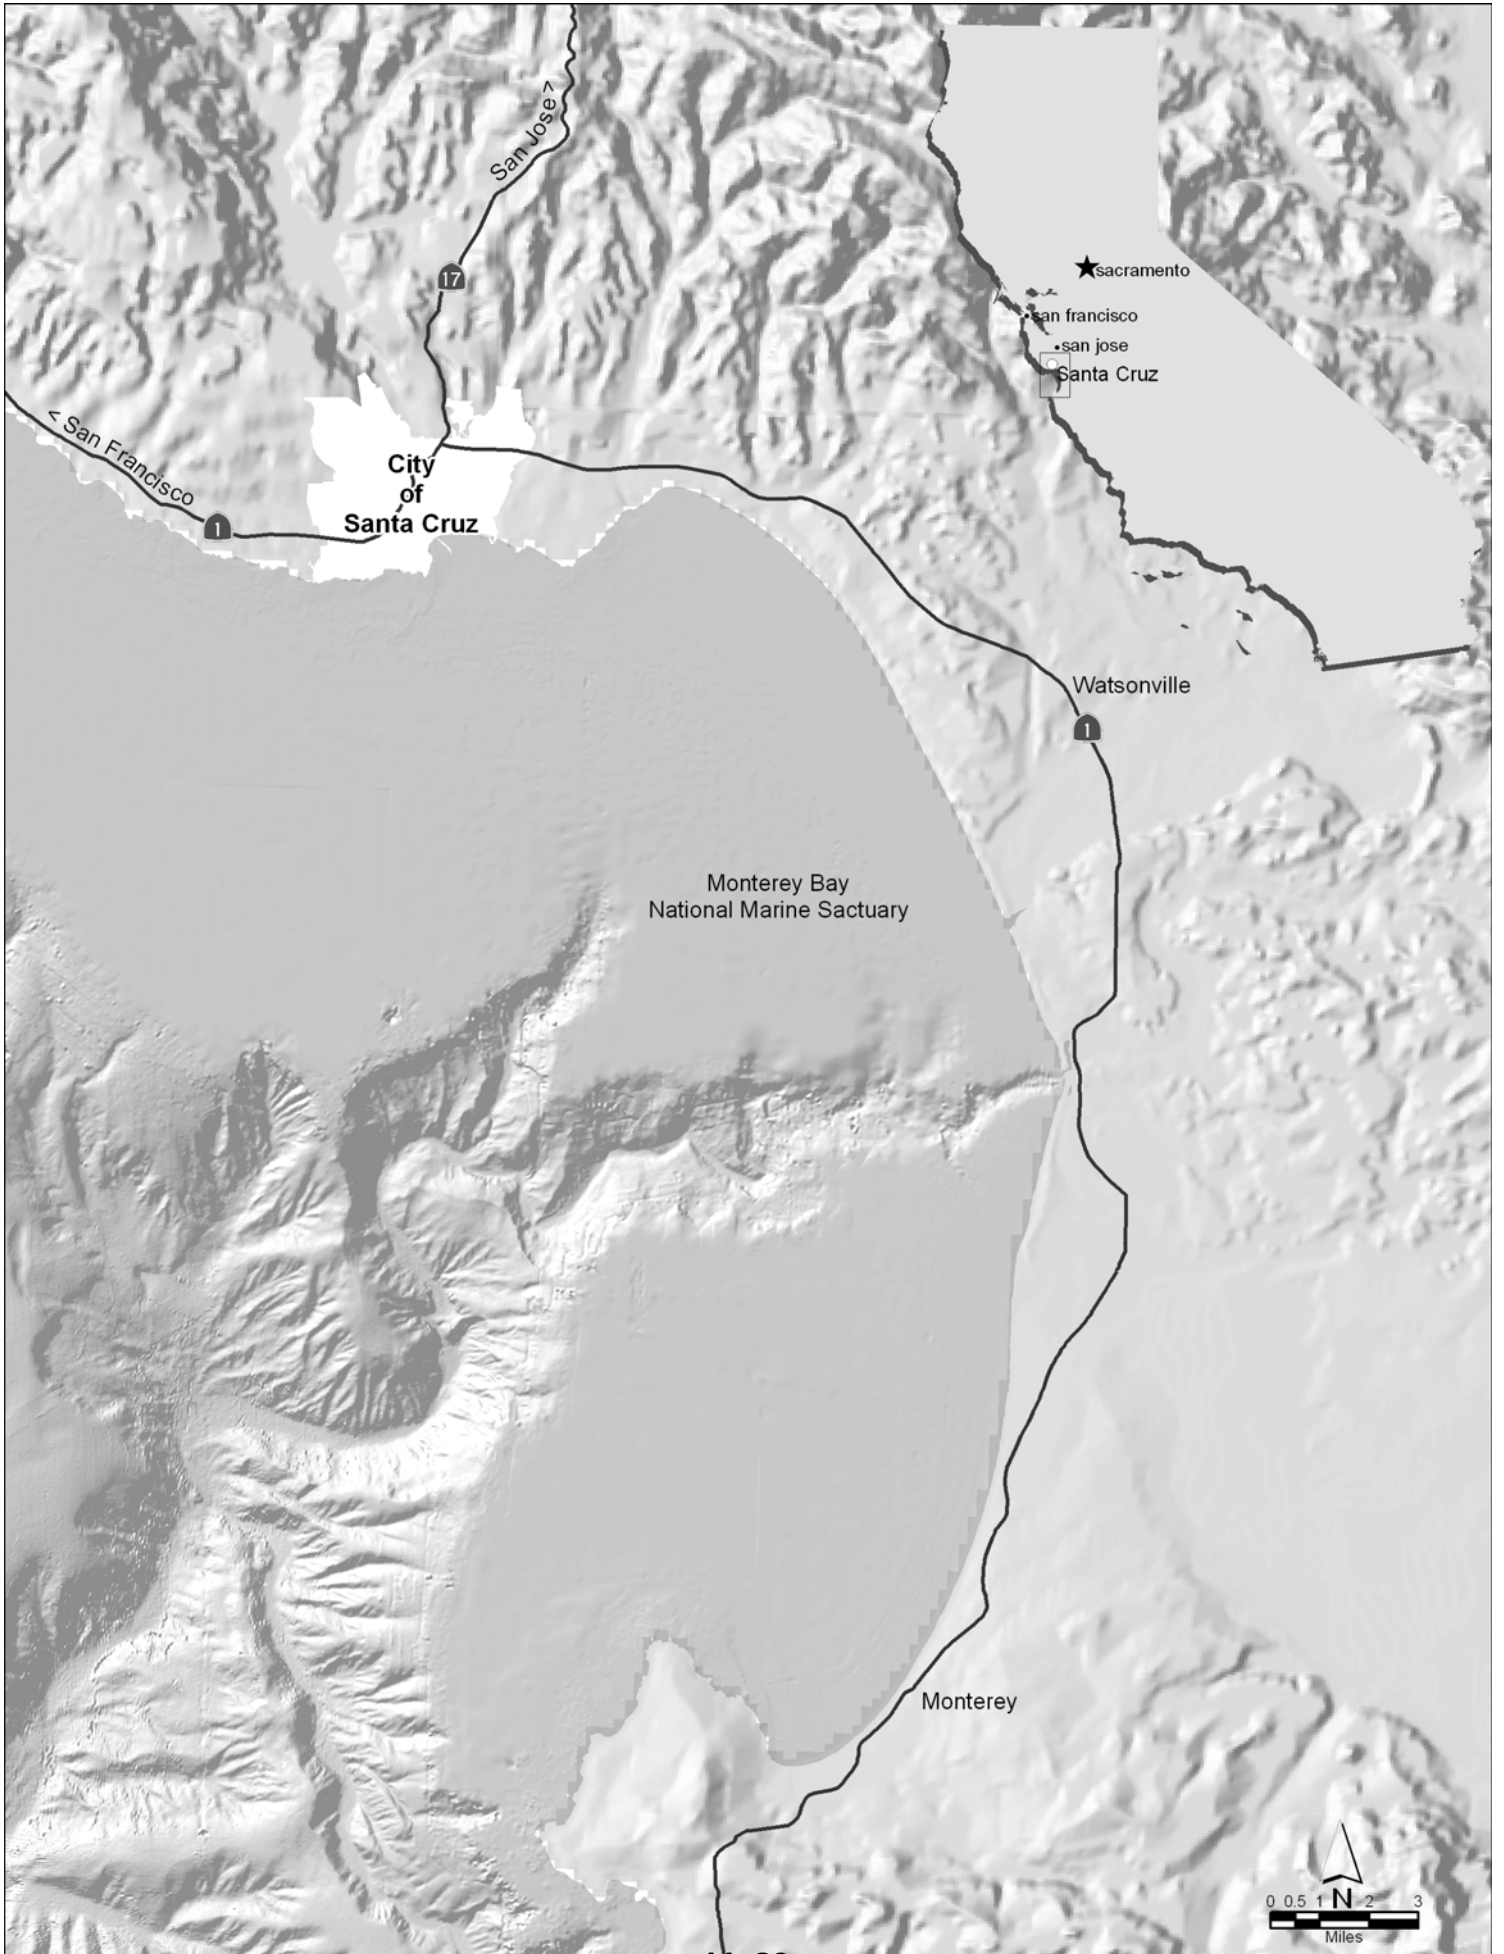 San Jose >
17
sacramento
san francisco
san jose
Santa Cruz
< San Francisco
1
City
of
Santa Cruz
Watsonville
1
Monterey Bay
National Marine Sactuary
Monterey
N
0 0.5 1 2 3
Miles